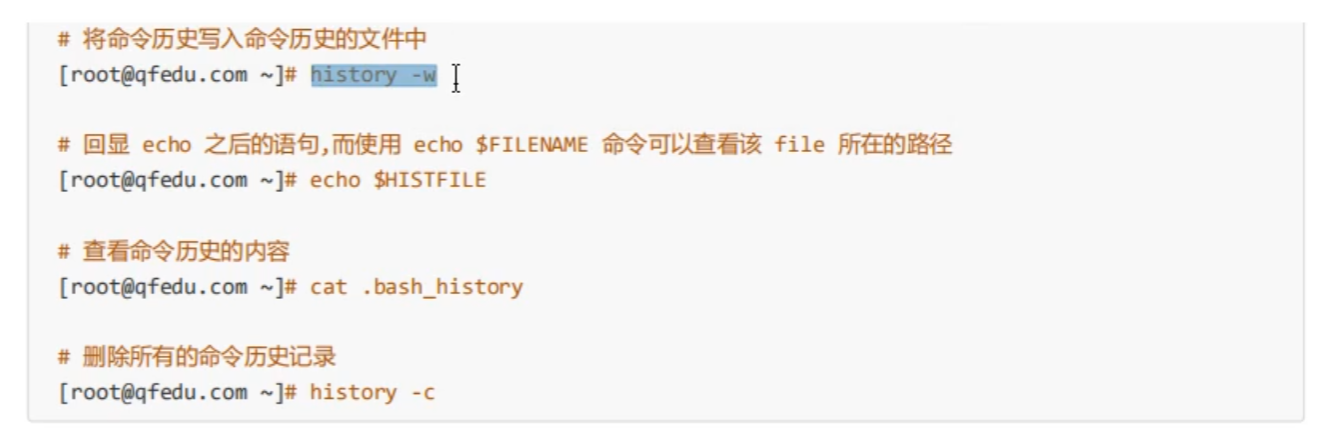 # 将命令历史写入命令历史的文件中
[root@qfedu.com ~]# history -w
# 回显 echo 之后的语句,而使用 echo $FILENAME 命令可以查看该 file 所在的路径
[root@qfedu.com ~]# echo $HISTFILE
# 查看命令历史的内容
[root@qfedu.com ~]# cat .bash_history
# 删除所有的命令历史记录
[root@qfedu.com ~]# history -c